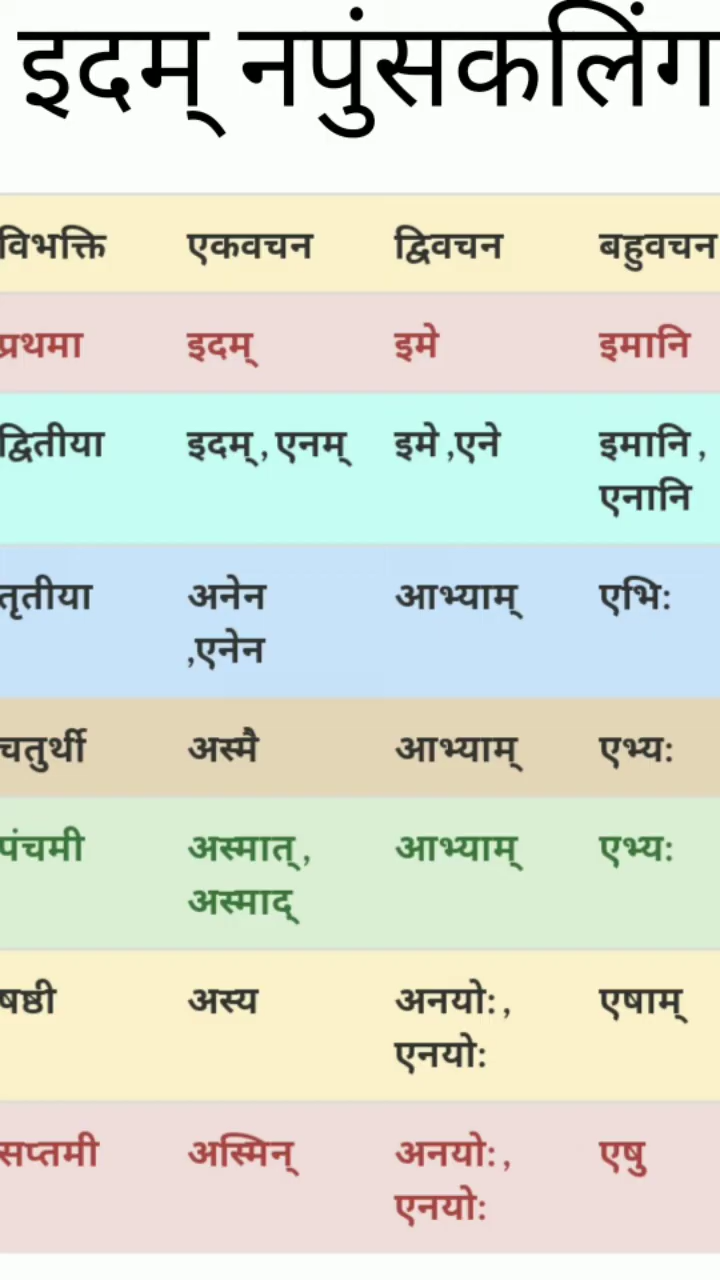 इदम् नपुंसकलिंग
विभक्ति एकवचन द्विवचन बहुवचन
प्रथमा इदम् इमे इमानि
द्वितीया इदम् , एनम् इमे ,एने इमानि ,
एनानि
तृतीया अनेन आभ्याम् एभि:
,एनेन
चतुर्थी अस्मै आभ्याम् एभ्य:
पंचमी अस्मात् , आभ्याम् एभ्य:
अस्माद्
षष्ठी अस्य अनयो: , एषाम्
एनयो:
सप्तमी अस्मिन् अनयो: , एषु
एनयो: